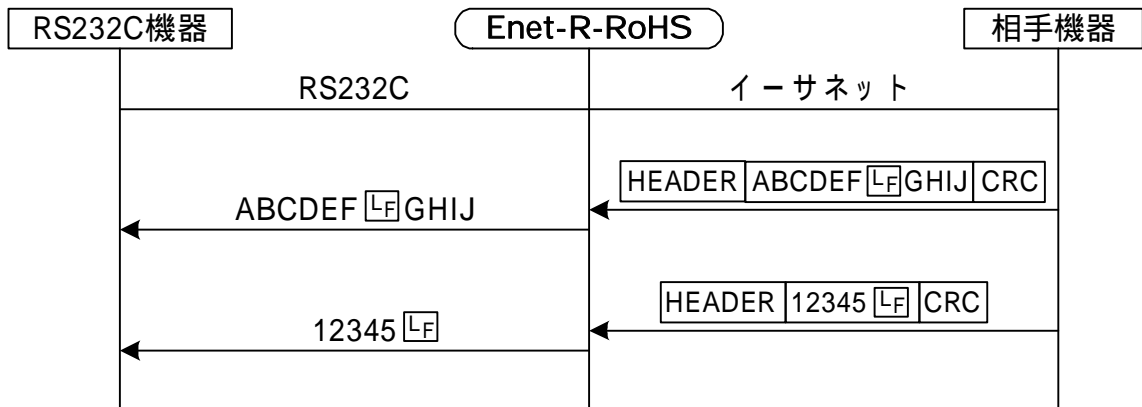 RS232C機器 Enet-R-RoHS 相手機器
RS232C イーサネット
HEADER ABCDEF LF GHIJ CRC
ABCDEF LF GHIJ
HEADER 12345 LF CRC
12345 LF